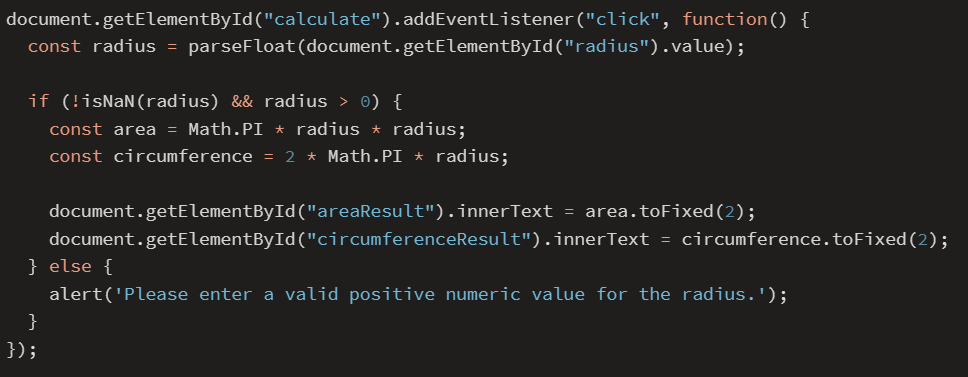 document.getElementById("calculate").addEventListener("click", function() {
  const radius = parseFloat(document.getElementById("radius").value);

  if (!isNaN(radius) && radius > 0) {
    const area = Math.PI * radius * radius;
    const circumference = 2 * Math.PI * radius;

    document.getElementById("areaResult").innerText = area.toFixed(2);
    document.getElementById("circumferenceResult").innerText = circumference.toFixed(2);
  } else {
    alert('Please enter a valid positive numeric value for the radius.');
  }
});